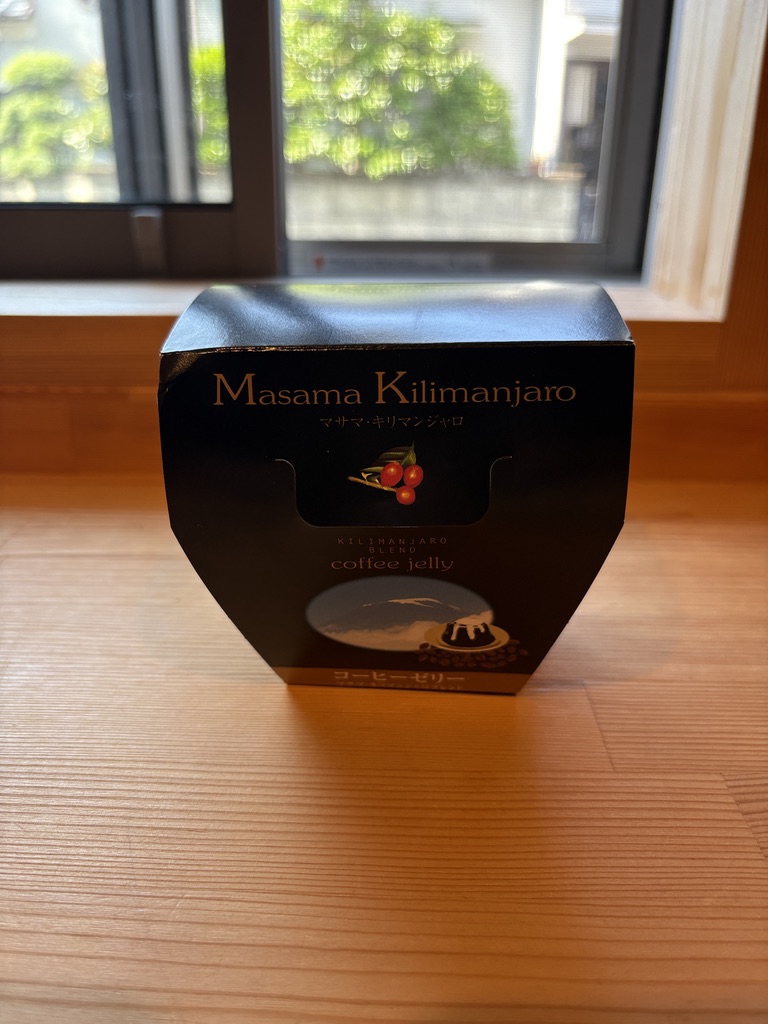 Masama Kilimanjaro
マサマ・キリマンジャロ
KILIMANJARO
BLEND
coffee jelly
コーヒーゼリー